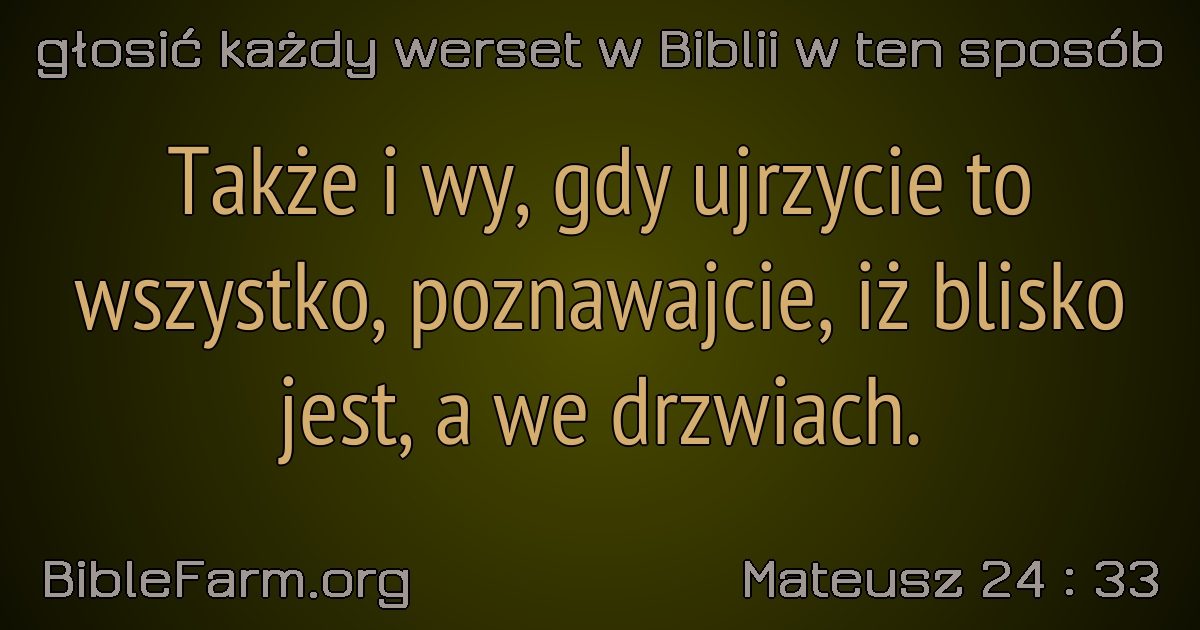 głosić każdy werset w Biblii w ten sposób
Także i wy, gdy ujrzycie to
wszystko, poznawajcie, iż blisko
jest, a we drzwiach.
BibleFarm.org
Mateusz 24 : 33